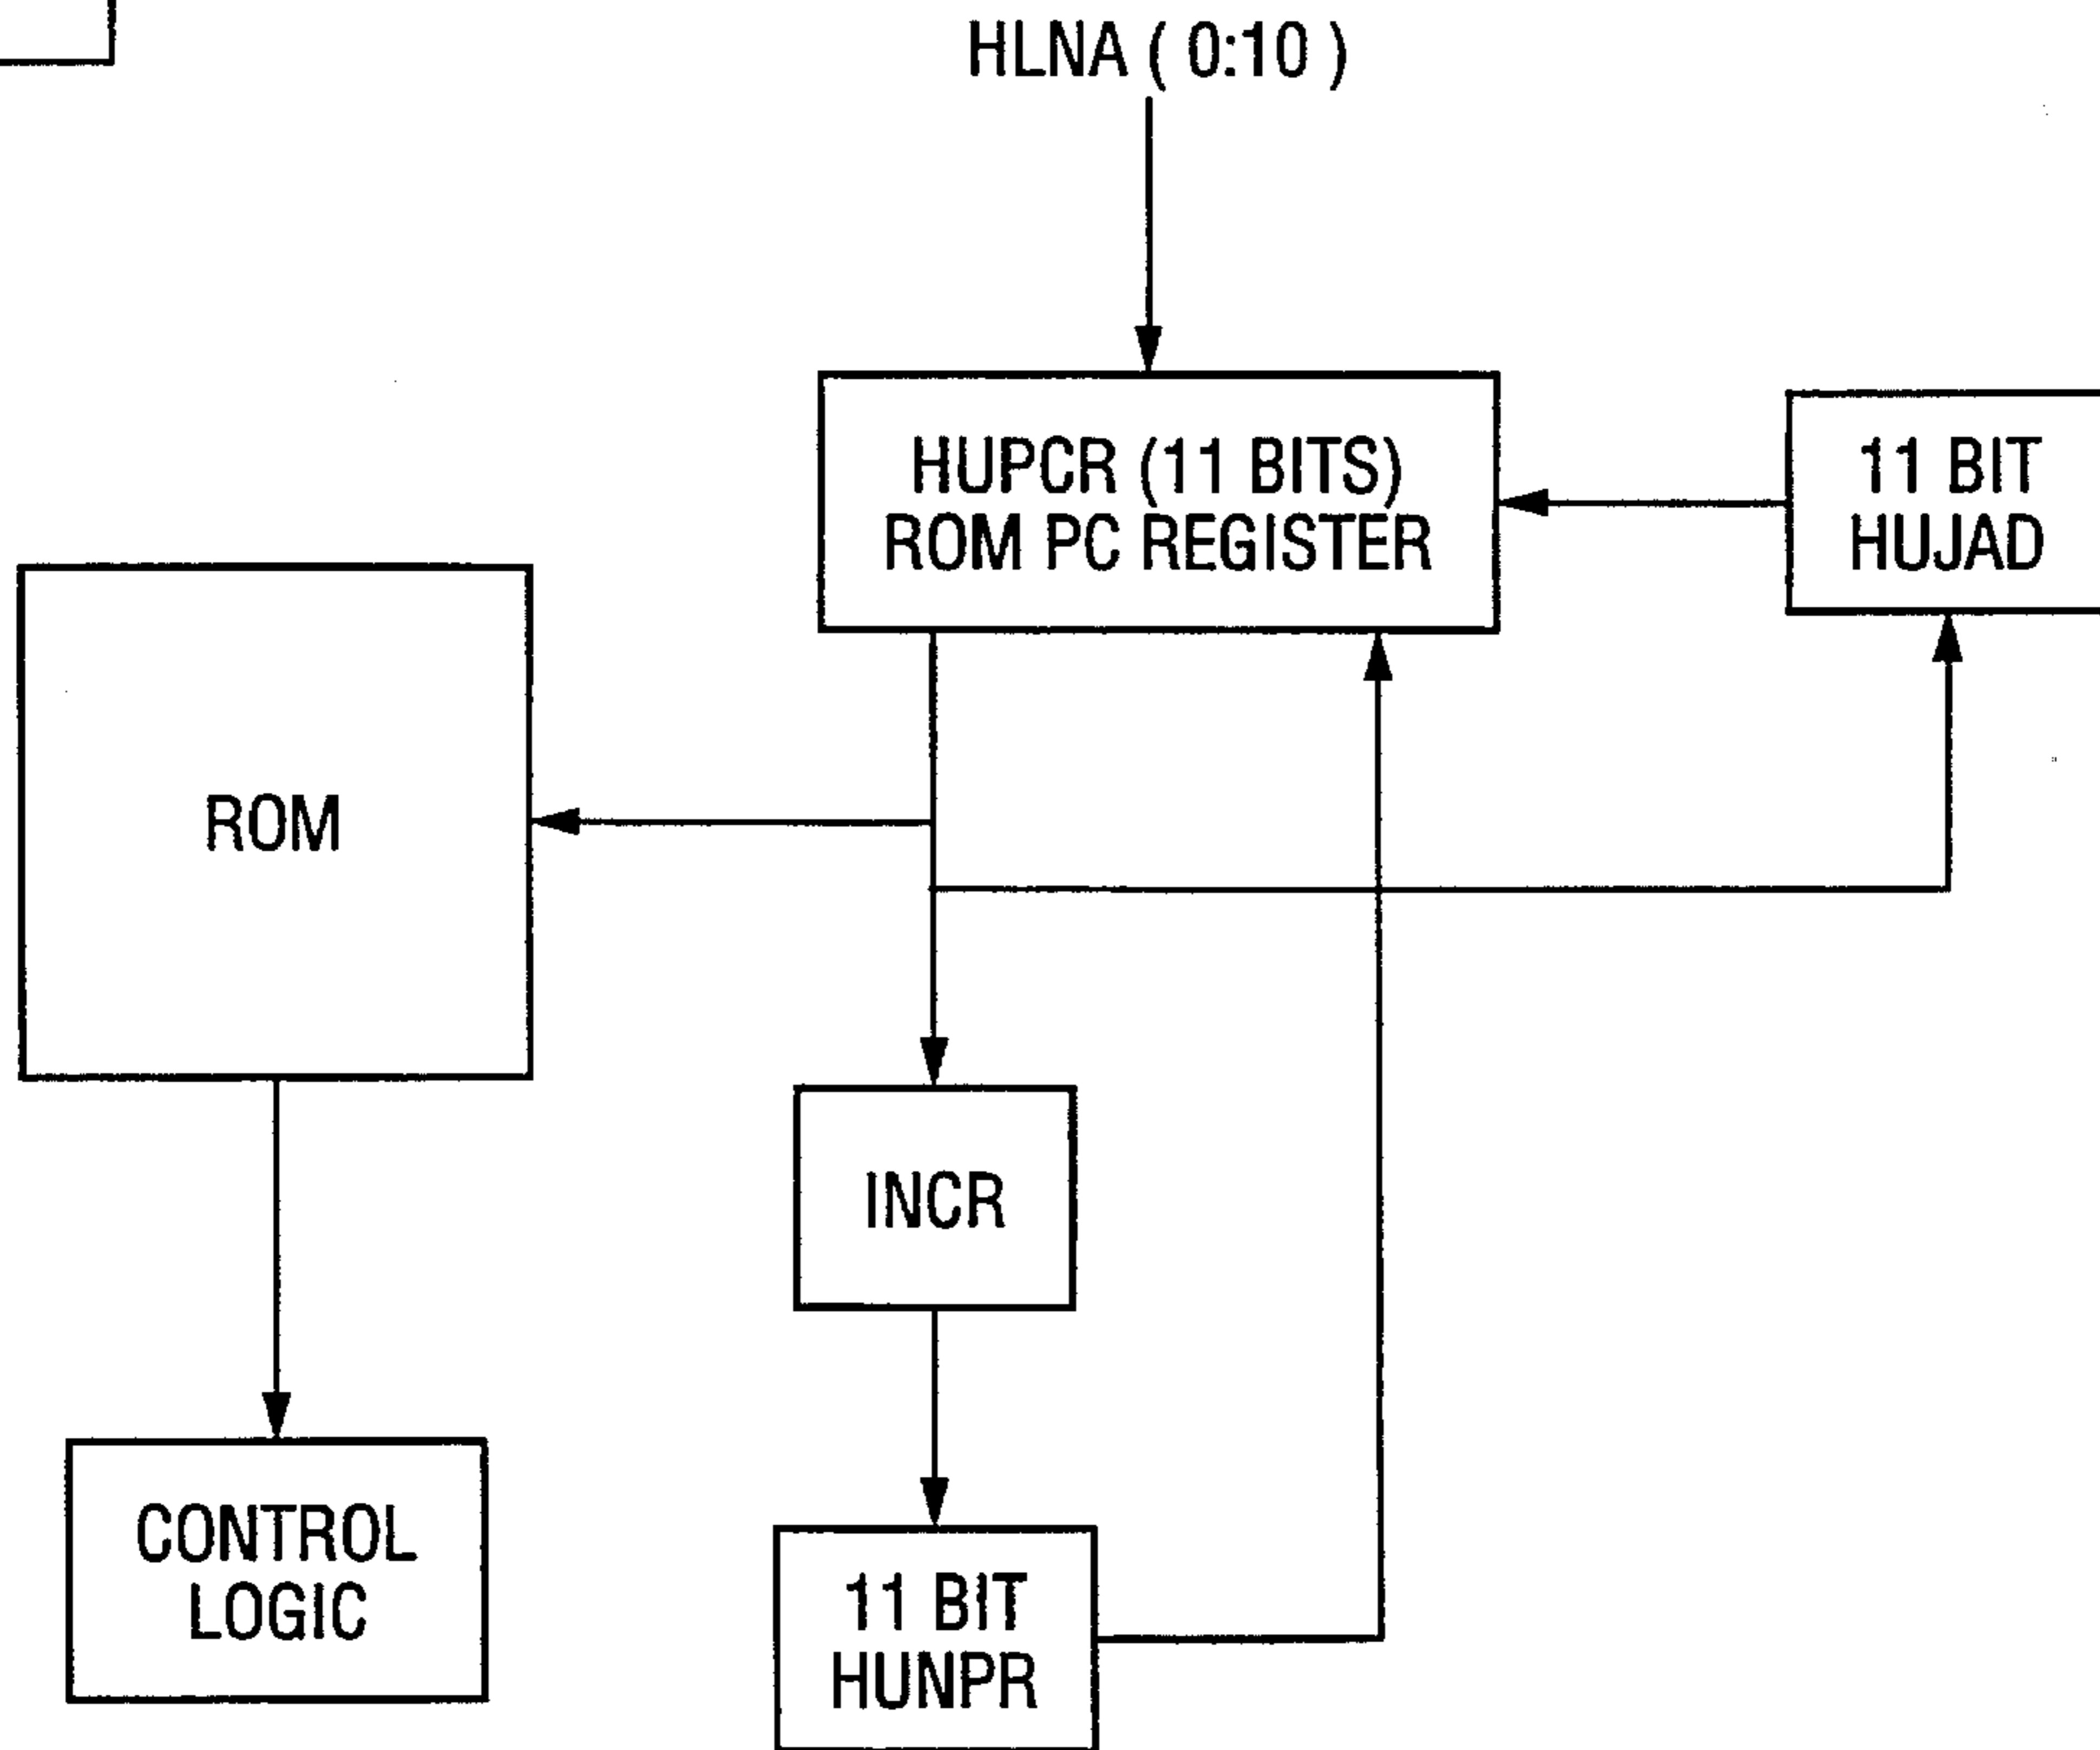 HLNA ( 0:10 )
HUPCR (11 BITS)
ROM PC REGISTER
11 BIT
HUJAD
ROM
INCR
CONTROL
LOGIC
11 BIT
HUNPR